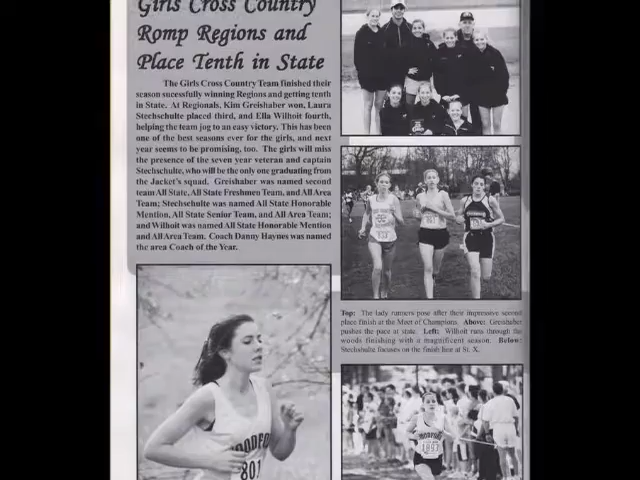 Girls Cross Country
Romp Regions and
Place Tenth in State
The Girls Cross Country Team finished their
season sucessfully winning Regions and getting tenth
in State. At Regionals, Kim Greishaber won, Laura
Stechschulte placed third, and Ella Wilhoit fourth,
helping the team jog to an easy victory. This has been
one of the best seasons ever for the girls, and next
year seems to be promising, too. The girls will miss
the presence of the seven year veteran and captain
Stechschulte, who will be the only one graduating from
the Jacket's squad. Greishaber was named second
team All State, All State Freshmen Team, and All Area
Team; Stechschulte was named All State Honorable
Mention, All State Senior Team, and All Area Team;
and Wilhoit was named All State Honorable Mention
and All Area Team. Coach Danny Haynes was named
the area Coach of the Year.
Top: The lady runners pose after their impressive second
place finish at the Meet of Champions. Above: Greishaber
pushes the pace at state. Left: Wilhoit runs through the
woods finishing with a magnificent season. Below:
Stechshulte focuses on the finish line at St. X.
WOODFORD
801
1893